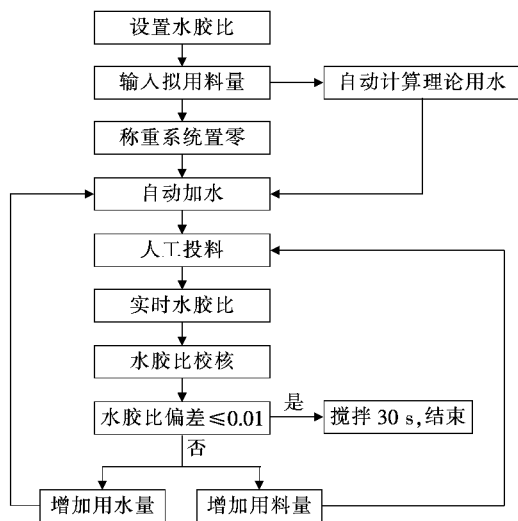 设置水胶比
输入拟用料量
自动计算理论用水
称重系统置零
自动加水
人工投料
实时水胶比
水胶比校核
水胶比偏差≤0.01
是
搅拌 30 s,结束
否
增加用水量
增加用料量